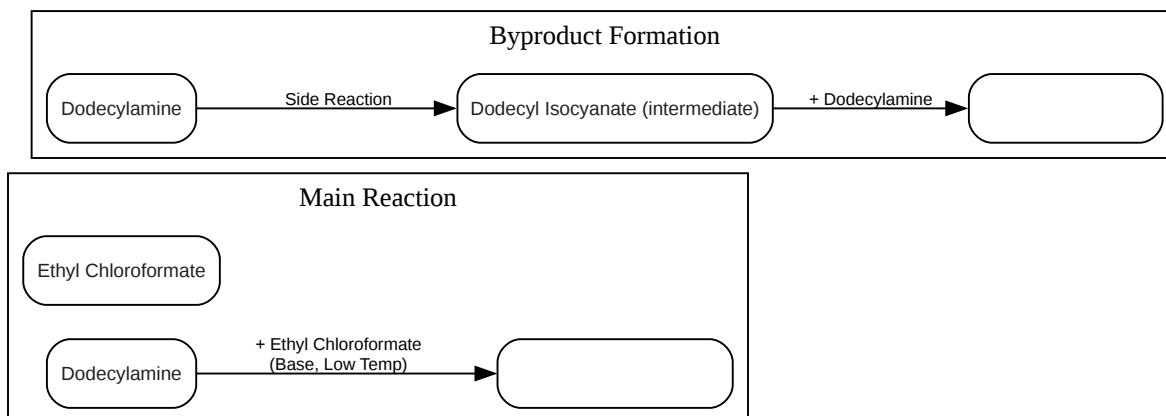 Byproduct Formation
Dodecylamine
Side Reaction
Dodecyl Isocyanate (intermediate)
+ Dodecylamine
Main Reaction
Ethyl Chloroformate
Dodecylamine
+ Ethyl Chloroformate
(Base, Low Temp)